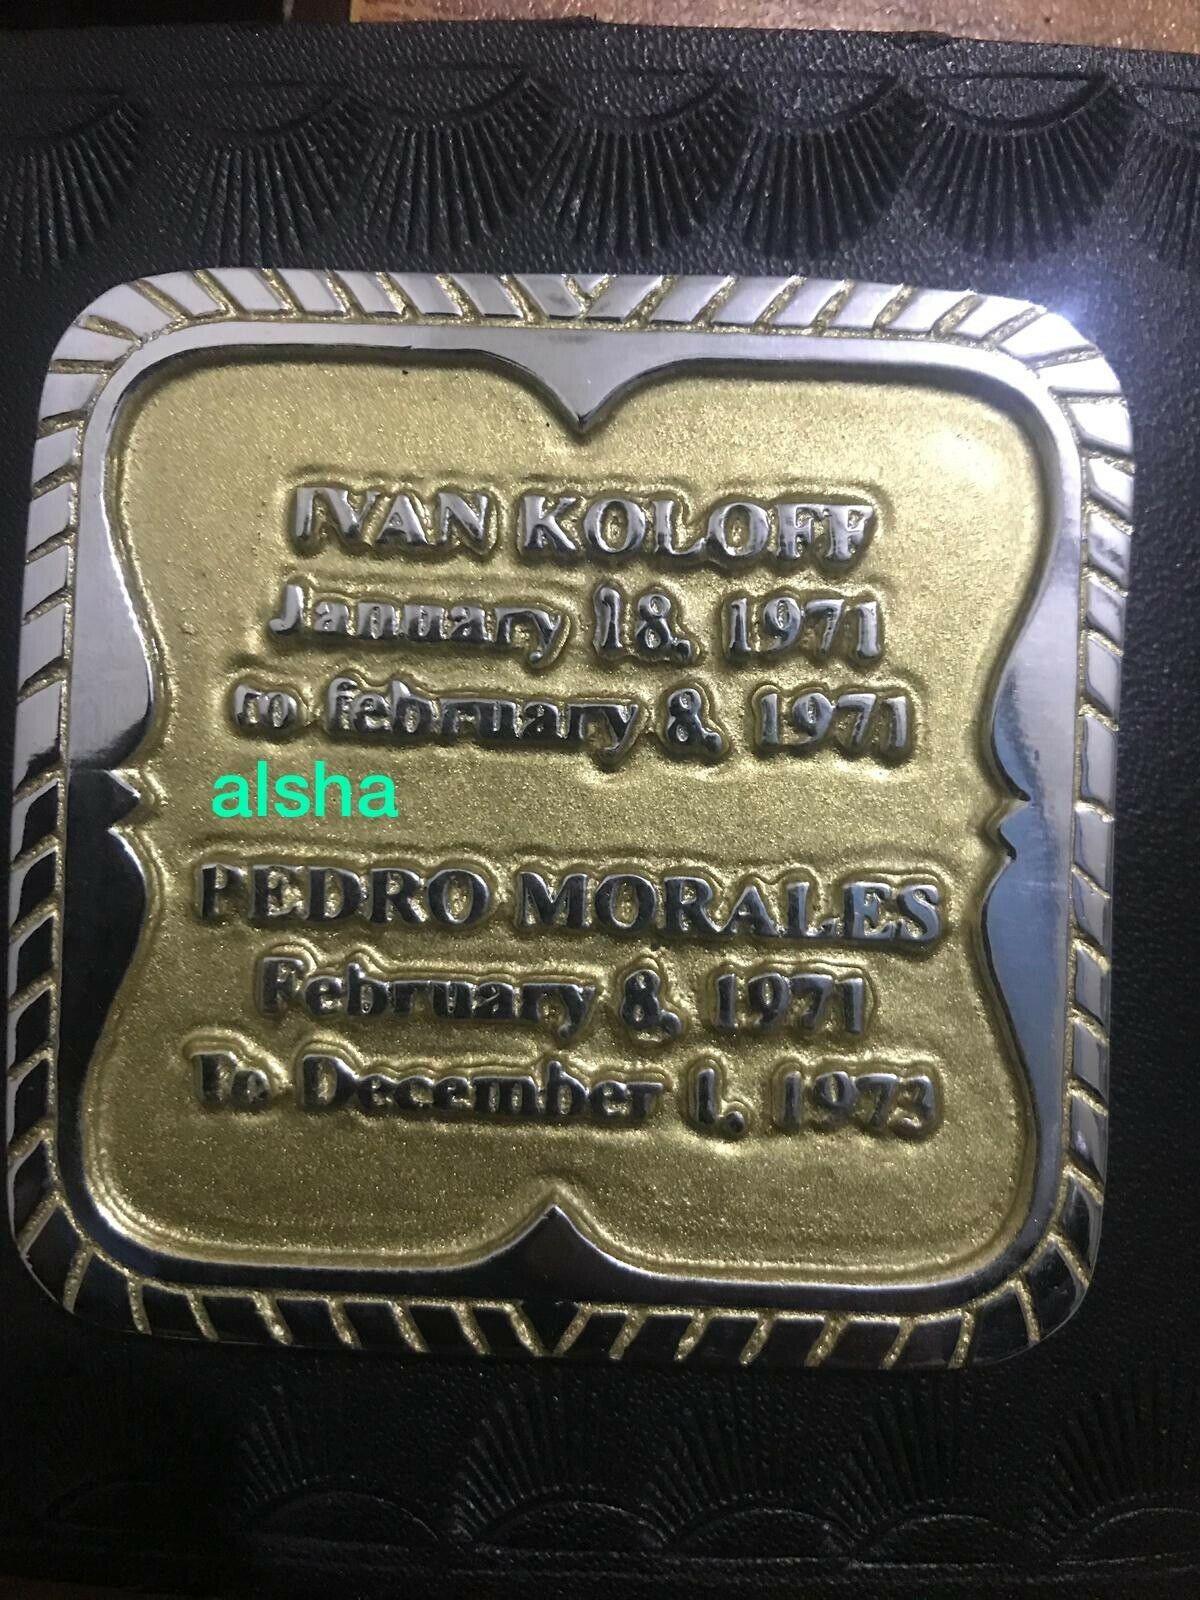 IVAN KOLOFF
January 18, 1971
to february 8, 1971
alsha
PEDRO MORALES
February 8, 1971
To December 1, 1973